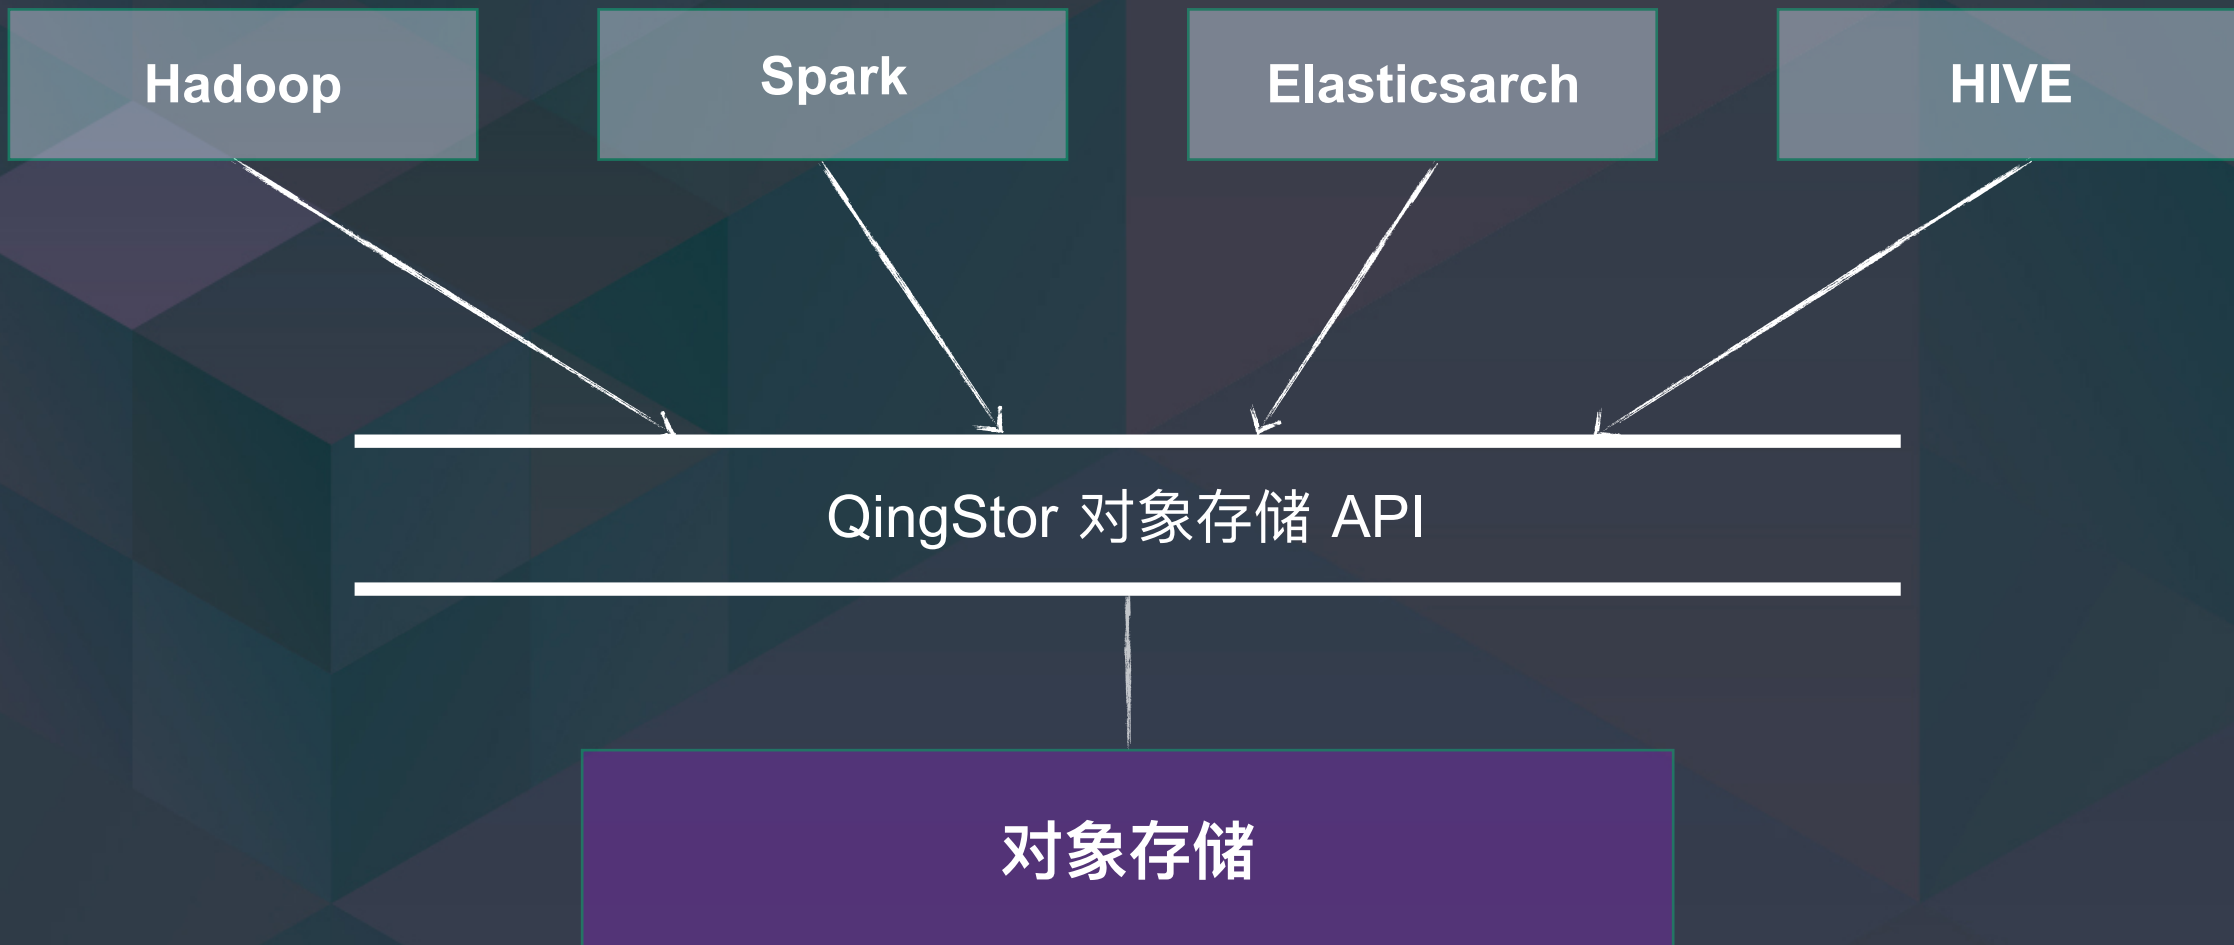 Hadoop
Spark
Elasticsarch
HIVE
QingStor 对象存储 API
对象存储